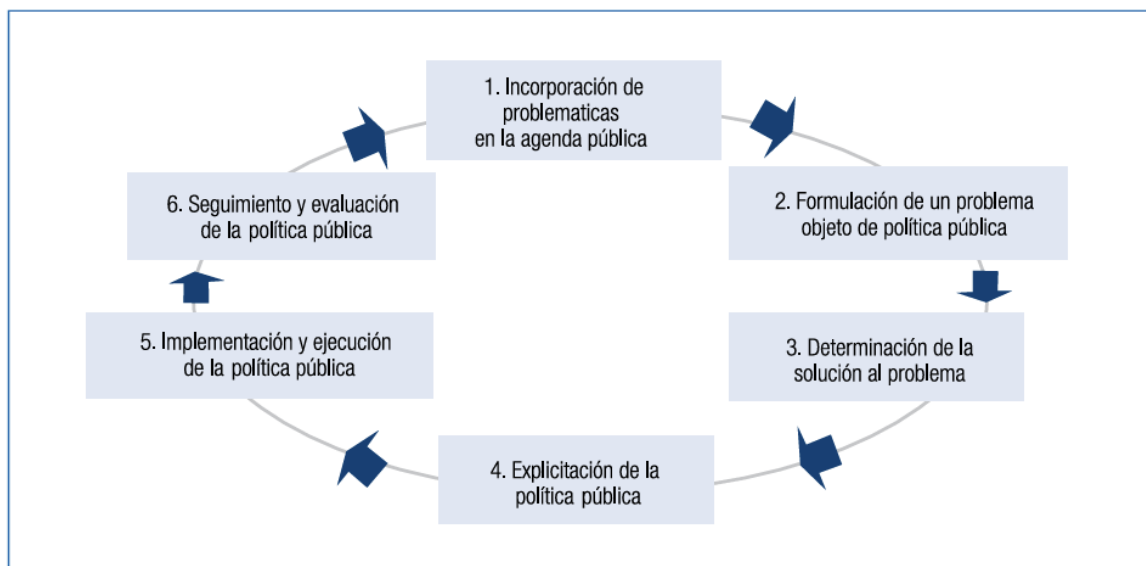 1. Incorporación de
problematicas
en la agenda pública
2. Formulación de un problema
objeto de política pública
3. Determinación de la
solución al problema
4. Explicitación de la
política pública
5. Implementación y ejecución
de la política pública
6. Seguimiento y evaluación
de la política pública